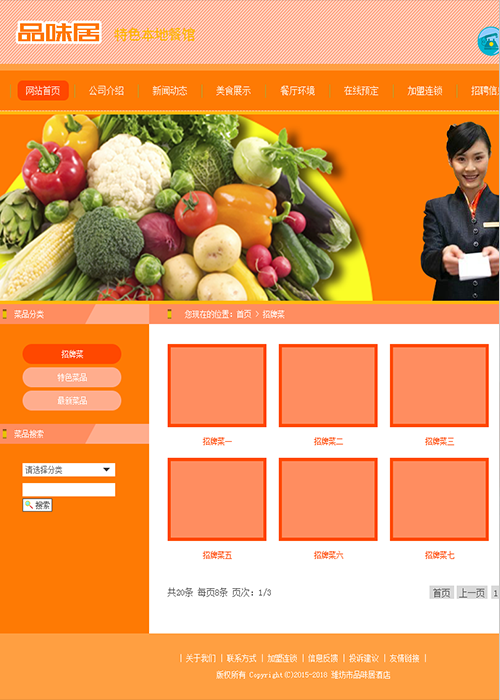 品味居 特色本地餐馆
网站首页 公司介绍 新闻动态 美食展示 餐厅环境 在线预定 加盟连锁 招聘信
菜品分类
您现在的位置：首页 > 招牌菜
招牌菜
特色菜品
最新菜品
菜品搜索
请选择分类
搜索
招牌菜一 招牌菜二 招牌菜三
招牌菜五 招牌菜六 招牌菜七
共20条 每页8条 页次：1/3
首页 上一页 1
| 关于我们 | 联系方式 | 加盟连锁 | 信息反馈 | 投诉建议 | 友情链接 |
版权所有 Copyright(C)2015-2018 潍坊市品味居酒店